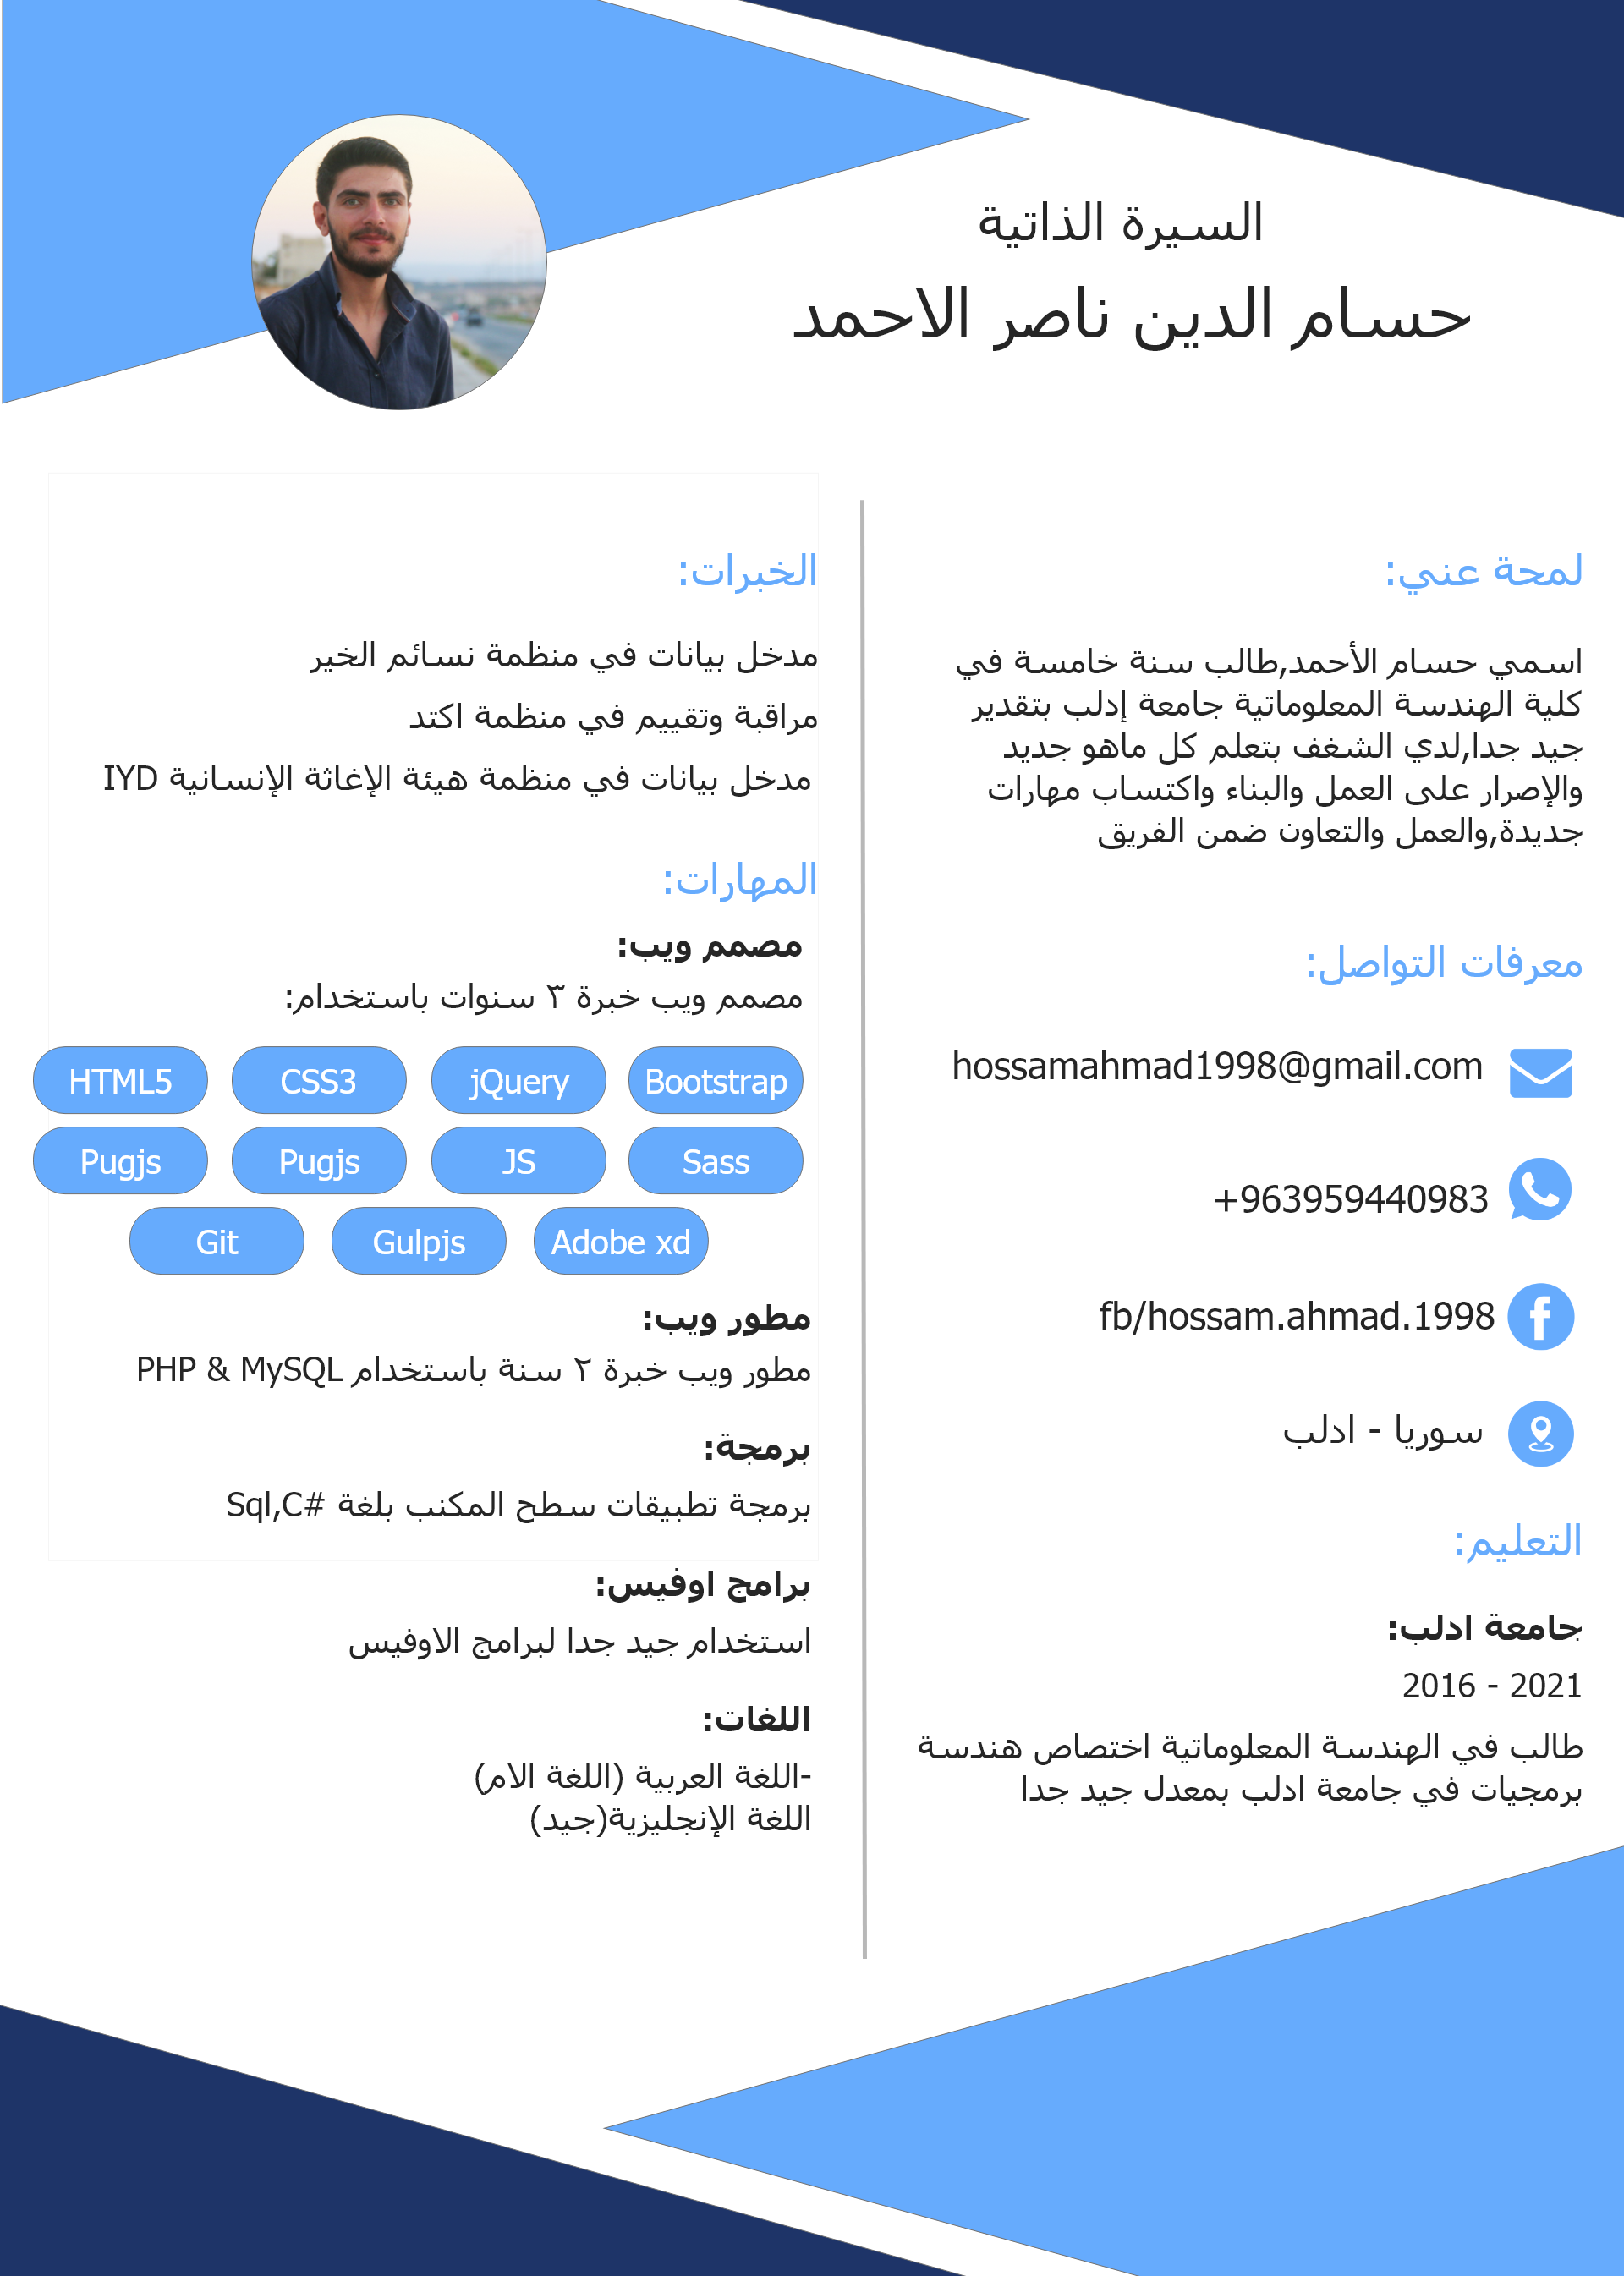 السيرة الذاتية
حسام الدين ناصر الاحمد
لمحة عني:
اسمي حسام الأحمد,طالب سنة خامسة في
كلية الهندسة المعلوماتية جامعة إدلب بتقدير
جيد جدا,لدي الشغف بتعلم كل ماهو جديد
والإصرار على العمل والبناء واكتساب مهارات
جديدة,والعمل والتعاون ضمن الفريق
معرفات التواصل:
hossamahmad1998@gmail.com
+963959440983
fb/hossam.ahmad.1998
سوريا - ادلب
التعليم:
جامعة ادلب:
2016 - 2021
طالب في الهندسة المعلوماتية اختصاص هندسة
برمجيات في جامعة ادلب بمعدل جيد جدا
الخبرات:
مدخل بيانات في منظمة نسائم الخير
مراقبة وتقييم في منظمة اكتد
مدخل بيانات في منظمة هيئة الإغاثة الإنسانية IYD
المهارات:
مصمم ويب:
مصمم ويب خبرة ٣ سنوات باستخدام:
HTML5 CSS3 jQuery Bootstrap
Pugjs Pugjs JS Sass
Git Gulpjs Adobe xd
مطور ويب:
مطور ويب خبرة ٢ سنة باستخدام PHP & MySQL
برمجة:
برمجة تطبيقات سطح المكنب بلغة Sql,C#
برامج اوفيس:
استخدام جيد جدا لبرامج الاوفيس
اللغات:
-اللغة العربية (اللغة الام)
اللغة الإنجليزية(جيد)